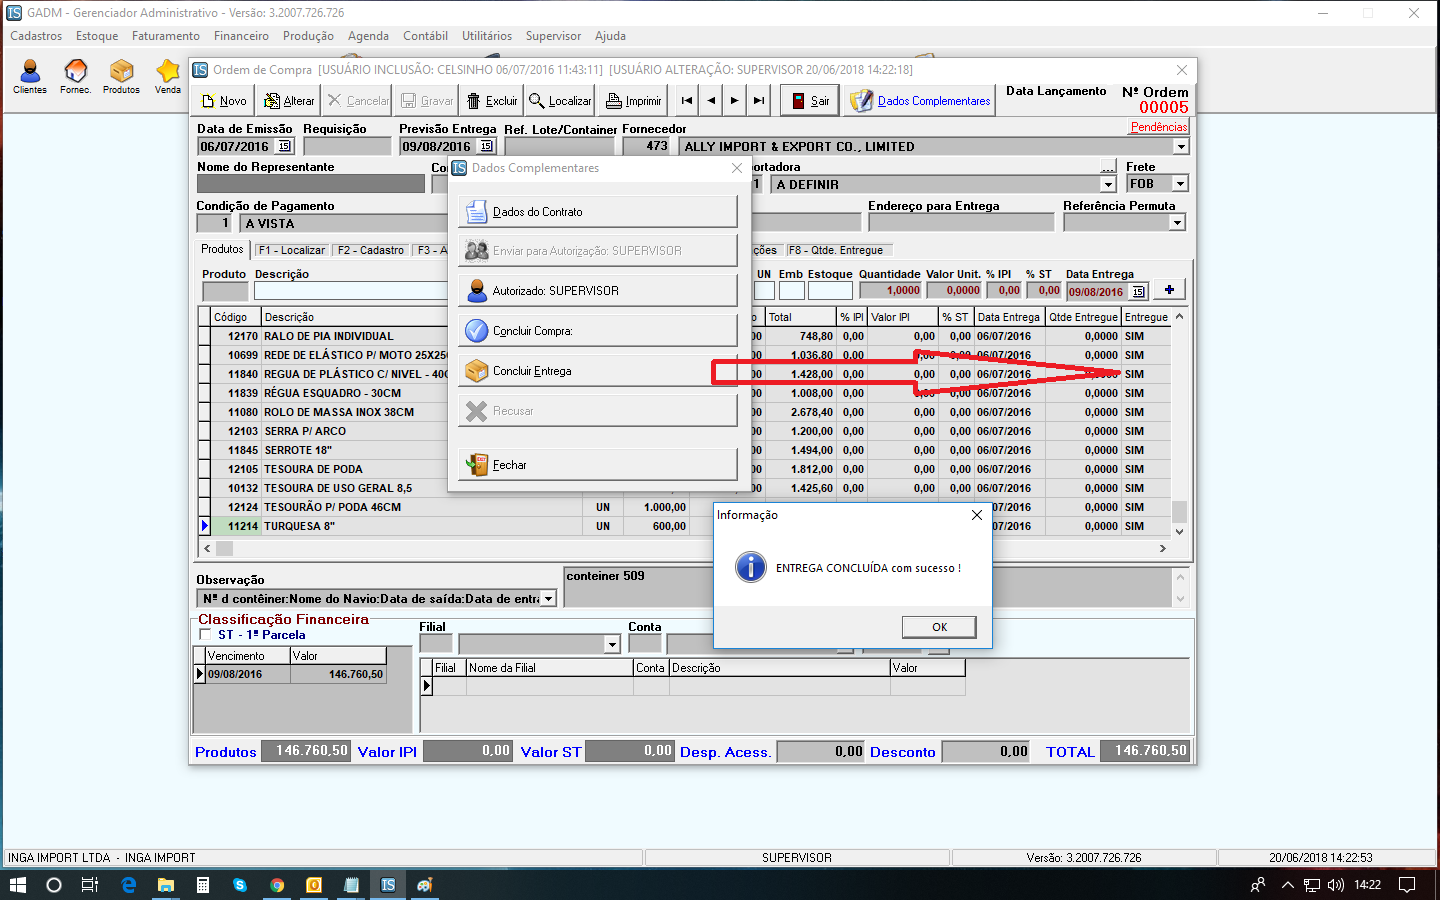 GADM - Gerenciador Administrativo - Versão: 3.2007.726.726
Cadastros Estoque Faturamento Financeiro Produção Agenda Contábil Utilitários Supervisor Ajuda
Clientes Fornec. Produtos Venda
Ordem de Compra [USUÁRIO INCLUSÃO: CELSINHO 06/07/2016 11:43:11] [USUÁRIO ALTERAÇÃO: SUPERVISOR 20/06/2018 14:22:18]
Novo Alterar Cancelar Gravar Excluir Localizar Imprimir Sair Dados Complementares Data Lançamento Nº Ordem
00005
Pendências
Data de Emissão Requisição Previsão Entrega Ref. Lote/Container Fornecedor
06/07/2016 15 09/08/2016 15 473 ALLY IMPORT & EXPORT CO., LIMITED
Nome do Representante Co portadora ... Frete
1 A DEFINIR FOB
Condição de Pagamento Endereço para Entrega Referência Permuta
1 A VISTA
Produtos F1 - Localizar F2 - Cadastro F3 - A ções F8 - Qtde. Entregue
Produto Descrição UN Emb Estoque Quantidade Valor Unit. % IPI % ST Data Entrega
1,0000 0,0000 0,00 0,00 09/08/2016 15 +
Código Descrição o Total % IPI Valor IPI % ST Data Entrega Qtde Entregue Entregue
12170 RALO DE PIA INDIVIDUAL 00 748,80 0,00 0,00 0,00 06/07/2016 0,0000 SIM
10699 REDE DE ELÁSTICO P/ MOTO 25X25 00 1.036,80 0,00 0,00 0,00 06/07/2016 0,0000 SIM
11840 REGUA DE PLÁSTICO C/ NIVEL - 40C 00 1.428,00 0,00 0,00 0,00 06/07/2016 0,0000 SIM
11839 RÉGUA ESQUADRO - 30CM 00 1.008,00 0,00 0,00 0,00 06/07/2016 0,0000 SIM
11080 ROLO DE MASSA INOX 38CM 00 2.678,40 0,00 0,00 0,00 06/07/2016 0,0000 SIM
12103 SERRA P/ ARCO 00 1.200,00 0,00 0,00 0,00 06/07/2016 0,0000 SIM
11845 SERROTE 18" 00 1.494,00 0,00 0,00 0,00 06/07/2016 0,0000 SIM
12105 TESOURA DE PODA 00 1.812,00 0,00 0,00 0,00 06/07/2016 0,0000 SIM
10132 TESOURA DE USO GERAL 8,5 00 1.425,60 0,00 0,00 0,00 06/07/2016 0,0000 SIM
12124 TESOURÃO P/ PODA 46CM UN 1.000,00 07/2016 0,0000 SIM
11214 TURQUESA 8" UN 600,00 07/2016 0,0000 SIM
Dados Complementares
Dados do Contrato
Enviar para Autorização: SUPERVISOR
Autorizado: SUPERVISOR
Concluir Compra:
Concluir Entrega
Recusar
Fechar
Informação
ENTREGA CONCLUÍDA com sucesso !
OK
Observação conteiner 509
Nº d contêiner:Nome do Navio:Data de saída:Data de entra
Classificação Financeira
ST - 1ª Parcela Filial Conta
Vencimento Valor
09/08/2016 146.760,50
Filial Nome da Filial Conta Descrição Valor
Produtos 146.760,50 Valor IPI 0,00 Valor ST 0,00 Desp. Acess. 0,00 Desconto 0,00 TOTAL 146.760,50
INGA IMPORT LTDA - INGA IMPORT SUPERVISOR Versão: 3.2007.726.726 20/06/2018 14:22:53
14:22